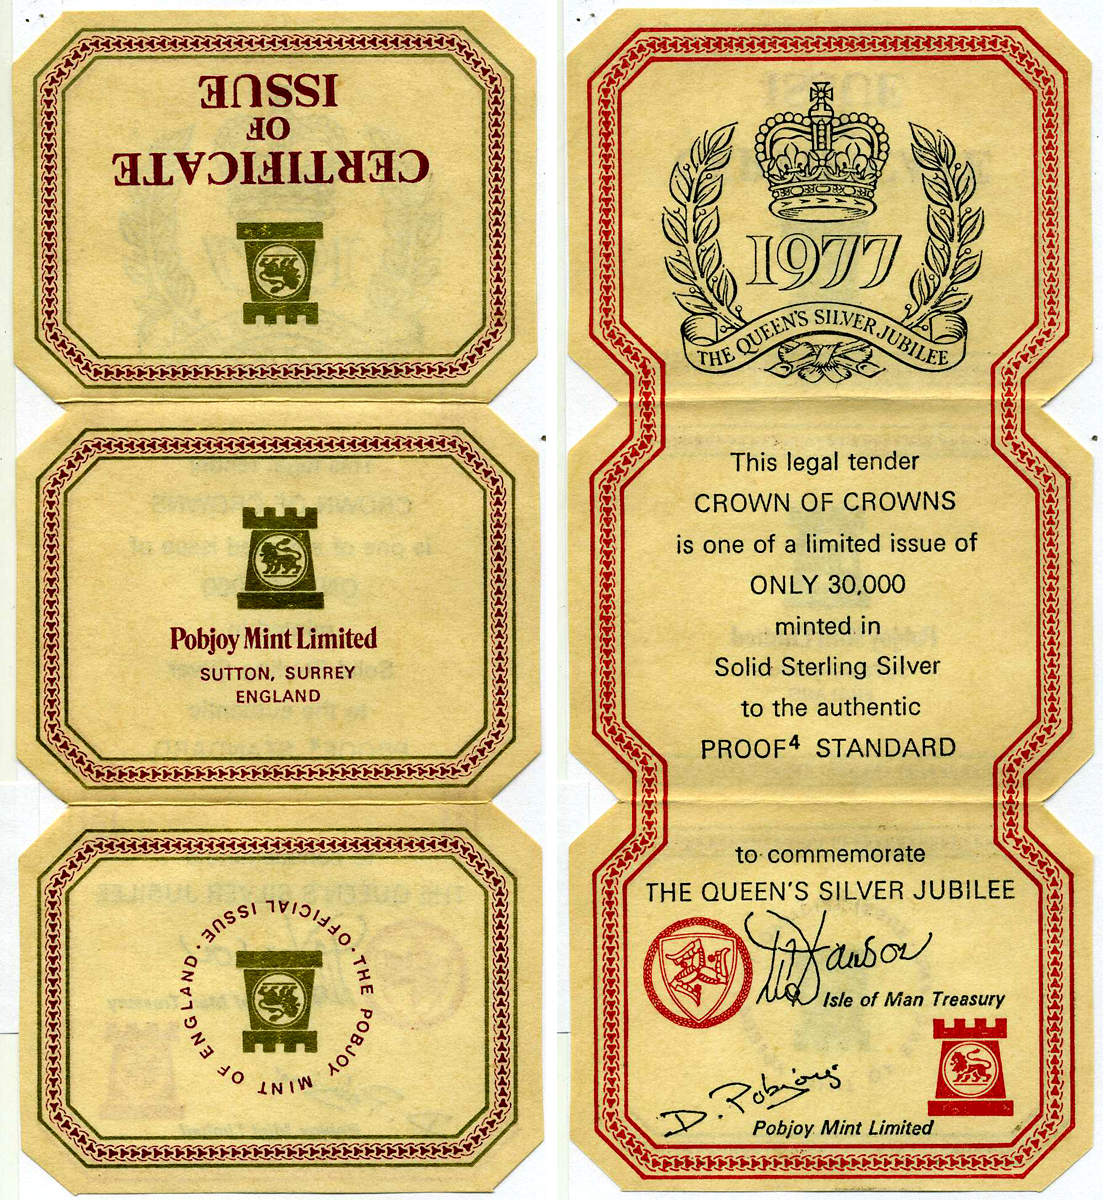 CERTIFICATE
OF
ISSUE
Pobjoy Mint Limited
SUTTON, SURREY
ENGLAND
· THE POBJOY MINT OF ENGLAND · OFFICIAL ISSUE
1977
THE QUEEN'S SILVER JUBILEE
This legal tender
CROWN OF CROWNS
is one of a limited issue of
ONLY 30,000
minted in
Solid Sterling Silver
to the authentic
PROOF⁴ STANDARD
to commemorate
THE QUEEN'S SILVER JUBILEE
Isle of Man Treasury
D. Pobjoy
Pobjoy Mint Limited